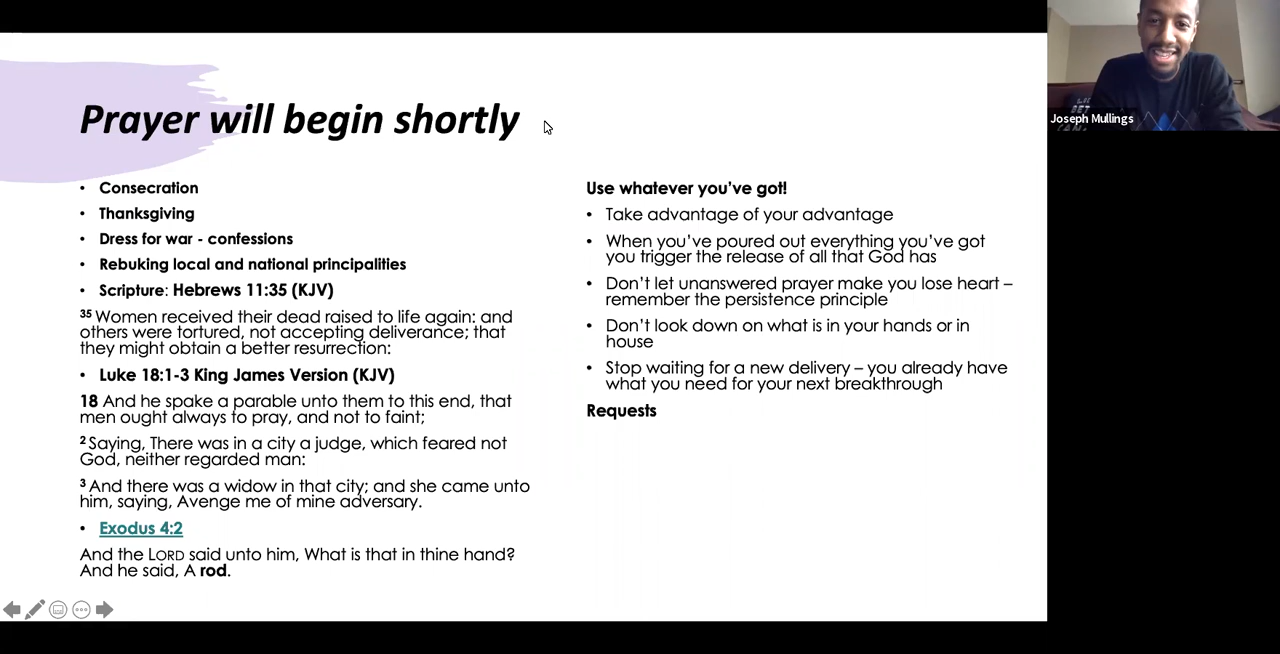 Prayer will begin shortly
• Consecration
• Thanksgiving
• Dress for war - confessions
• Rebuking local and national principalities
• Scripture: Hebrews 11:35 (KJV)
35 Women received their dead raised to life again: and
others were tortured, not accepting deliverance; that
they might obtain a better resurrection:
• Luke 18:1-3 King James Version (KJV)
18 And he spake a parable unto them to this end, that
men ought always to pray, and not to faint;
2 Saying, There was in a city a judge, which feared not
God, neither regarded man:
3 And there was a widow in that city; and she came unto
him, saying, Avenge me of mine adversary.
• Exodus 4:2
And the LORD said unto him, What is that in thine hand?
And he said, A rod.
Use whatever you’ve got!
• Take advantage of your advantage
• When you’ve poured out everything you’ve got
you trigger the release of all that God has
• Don’t let unanswered prayer make you lose heart –
remember the persistence principle
• Don’t look down on what is in your hands or in
house
• Stop waiting for a new delivery – you already have
what you need for your next breakthrough
Requests
Joseph Mullings
BET